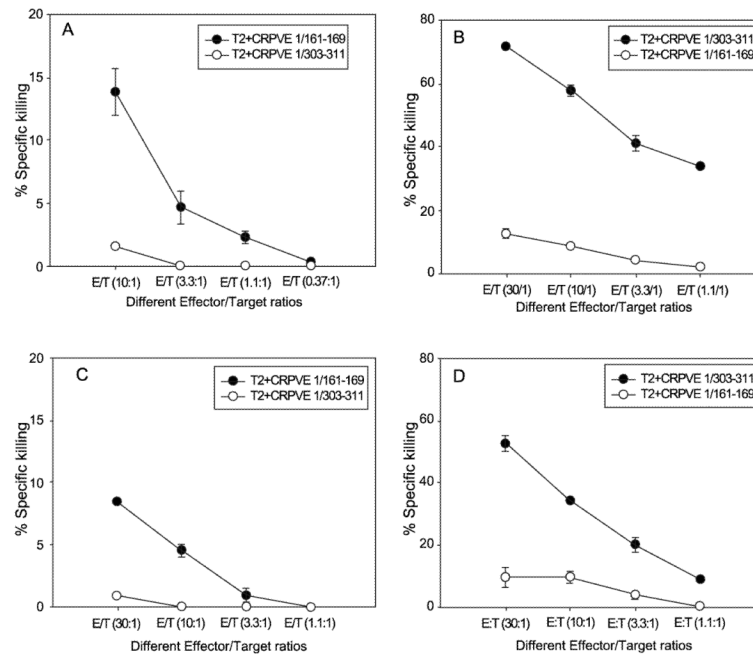 A
T2+CRPVE 1/161-169
T2+CRPVE 1/303-311
% Specific killing
20
15
10
5
0
E/T (10:1) E/T (3.3:1) E/T (1.1:1) E/T (0.37:1)
Different Effector/Target ratios
B
T2+CRPVE 1/303-311
T2+CRPVE 1/161-169
% Specific killing
80
60
40
20
0
E/T (30/1) E/T (10/1) E/T (3.3/1) E/T (1.1/1)
Different Effector/Target ratios
C
T2+CRPVE 1/161-169
T2+CRPVE 1/303-311
% Specific killing
20
15
10
5
0
E/T (30:1) E/T (10:1) E/T (3.3:1) E/T (1.1:1)
Different Effector/Target ratios
D
T2+CRPVE 1/303-311
T2+CRPVE 1/161-169
% Specific killing
80
60
40
20
0
E:T (30:1) E:T (10:1) E:T (3.3:1) E:T (1.1:1)
Different Effector/Target ratios